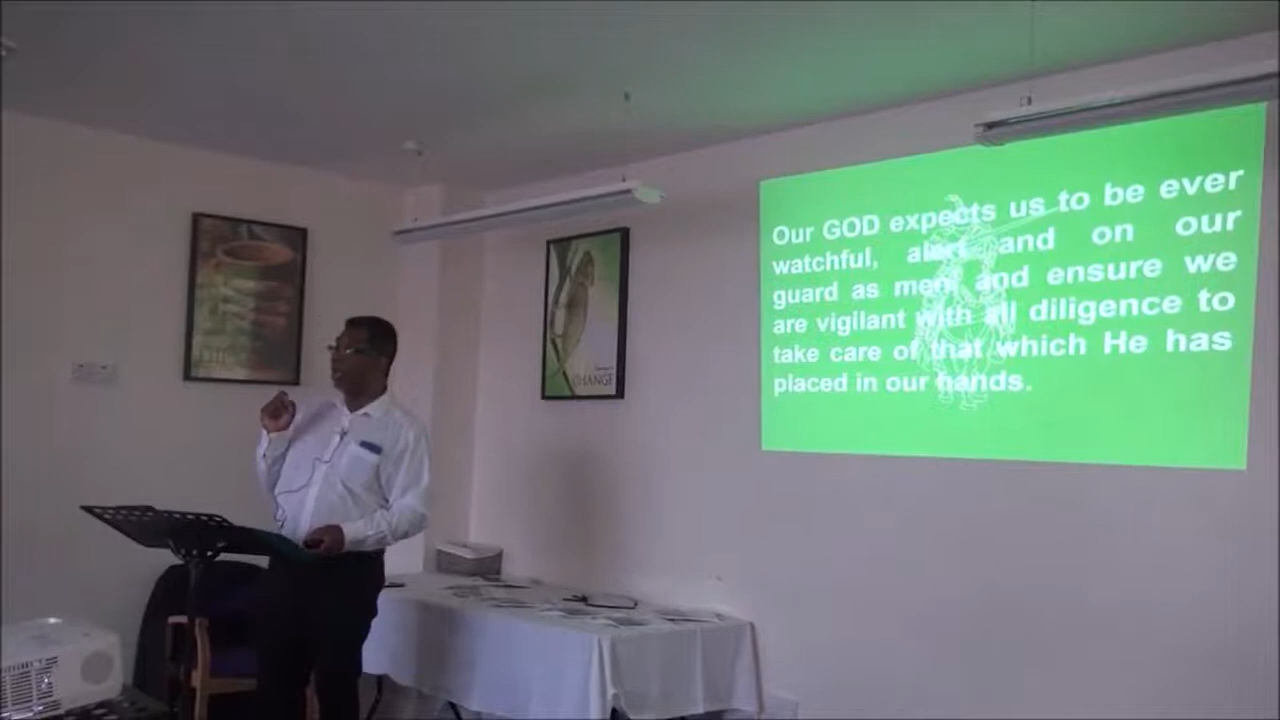 Our GOD expects us to be ever
watchful, alert and on our
guard as men and ensure we
are vigilant with all diligence to
take care of that which He has
placed in our hands.
CHANGE